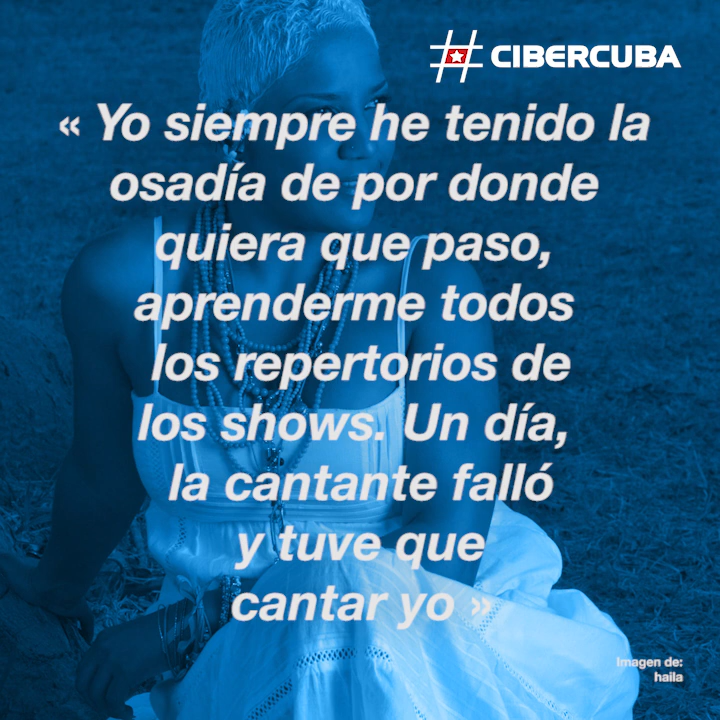 # CIBERCUBA
« Yo siempre he tenido la
osadía de por donde
quiera que paso,
aprenderme todos
los repertorios de
los shows. Un día,
la cantante falló
y tuve que
cantar yo »
Imagen de:
haila